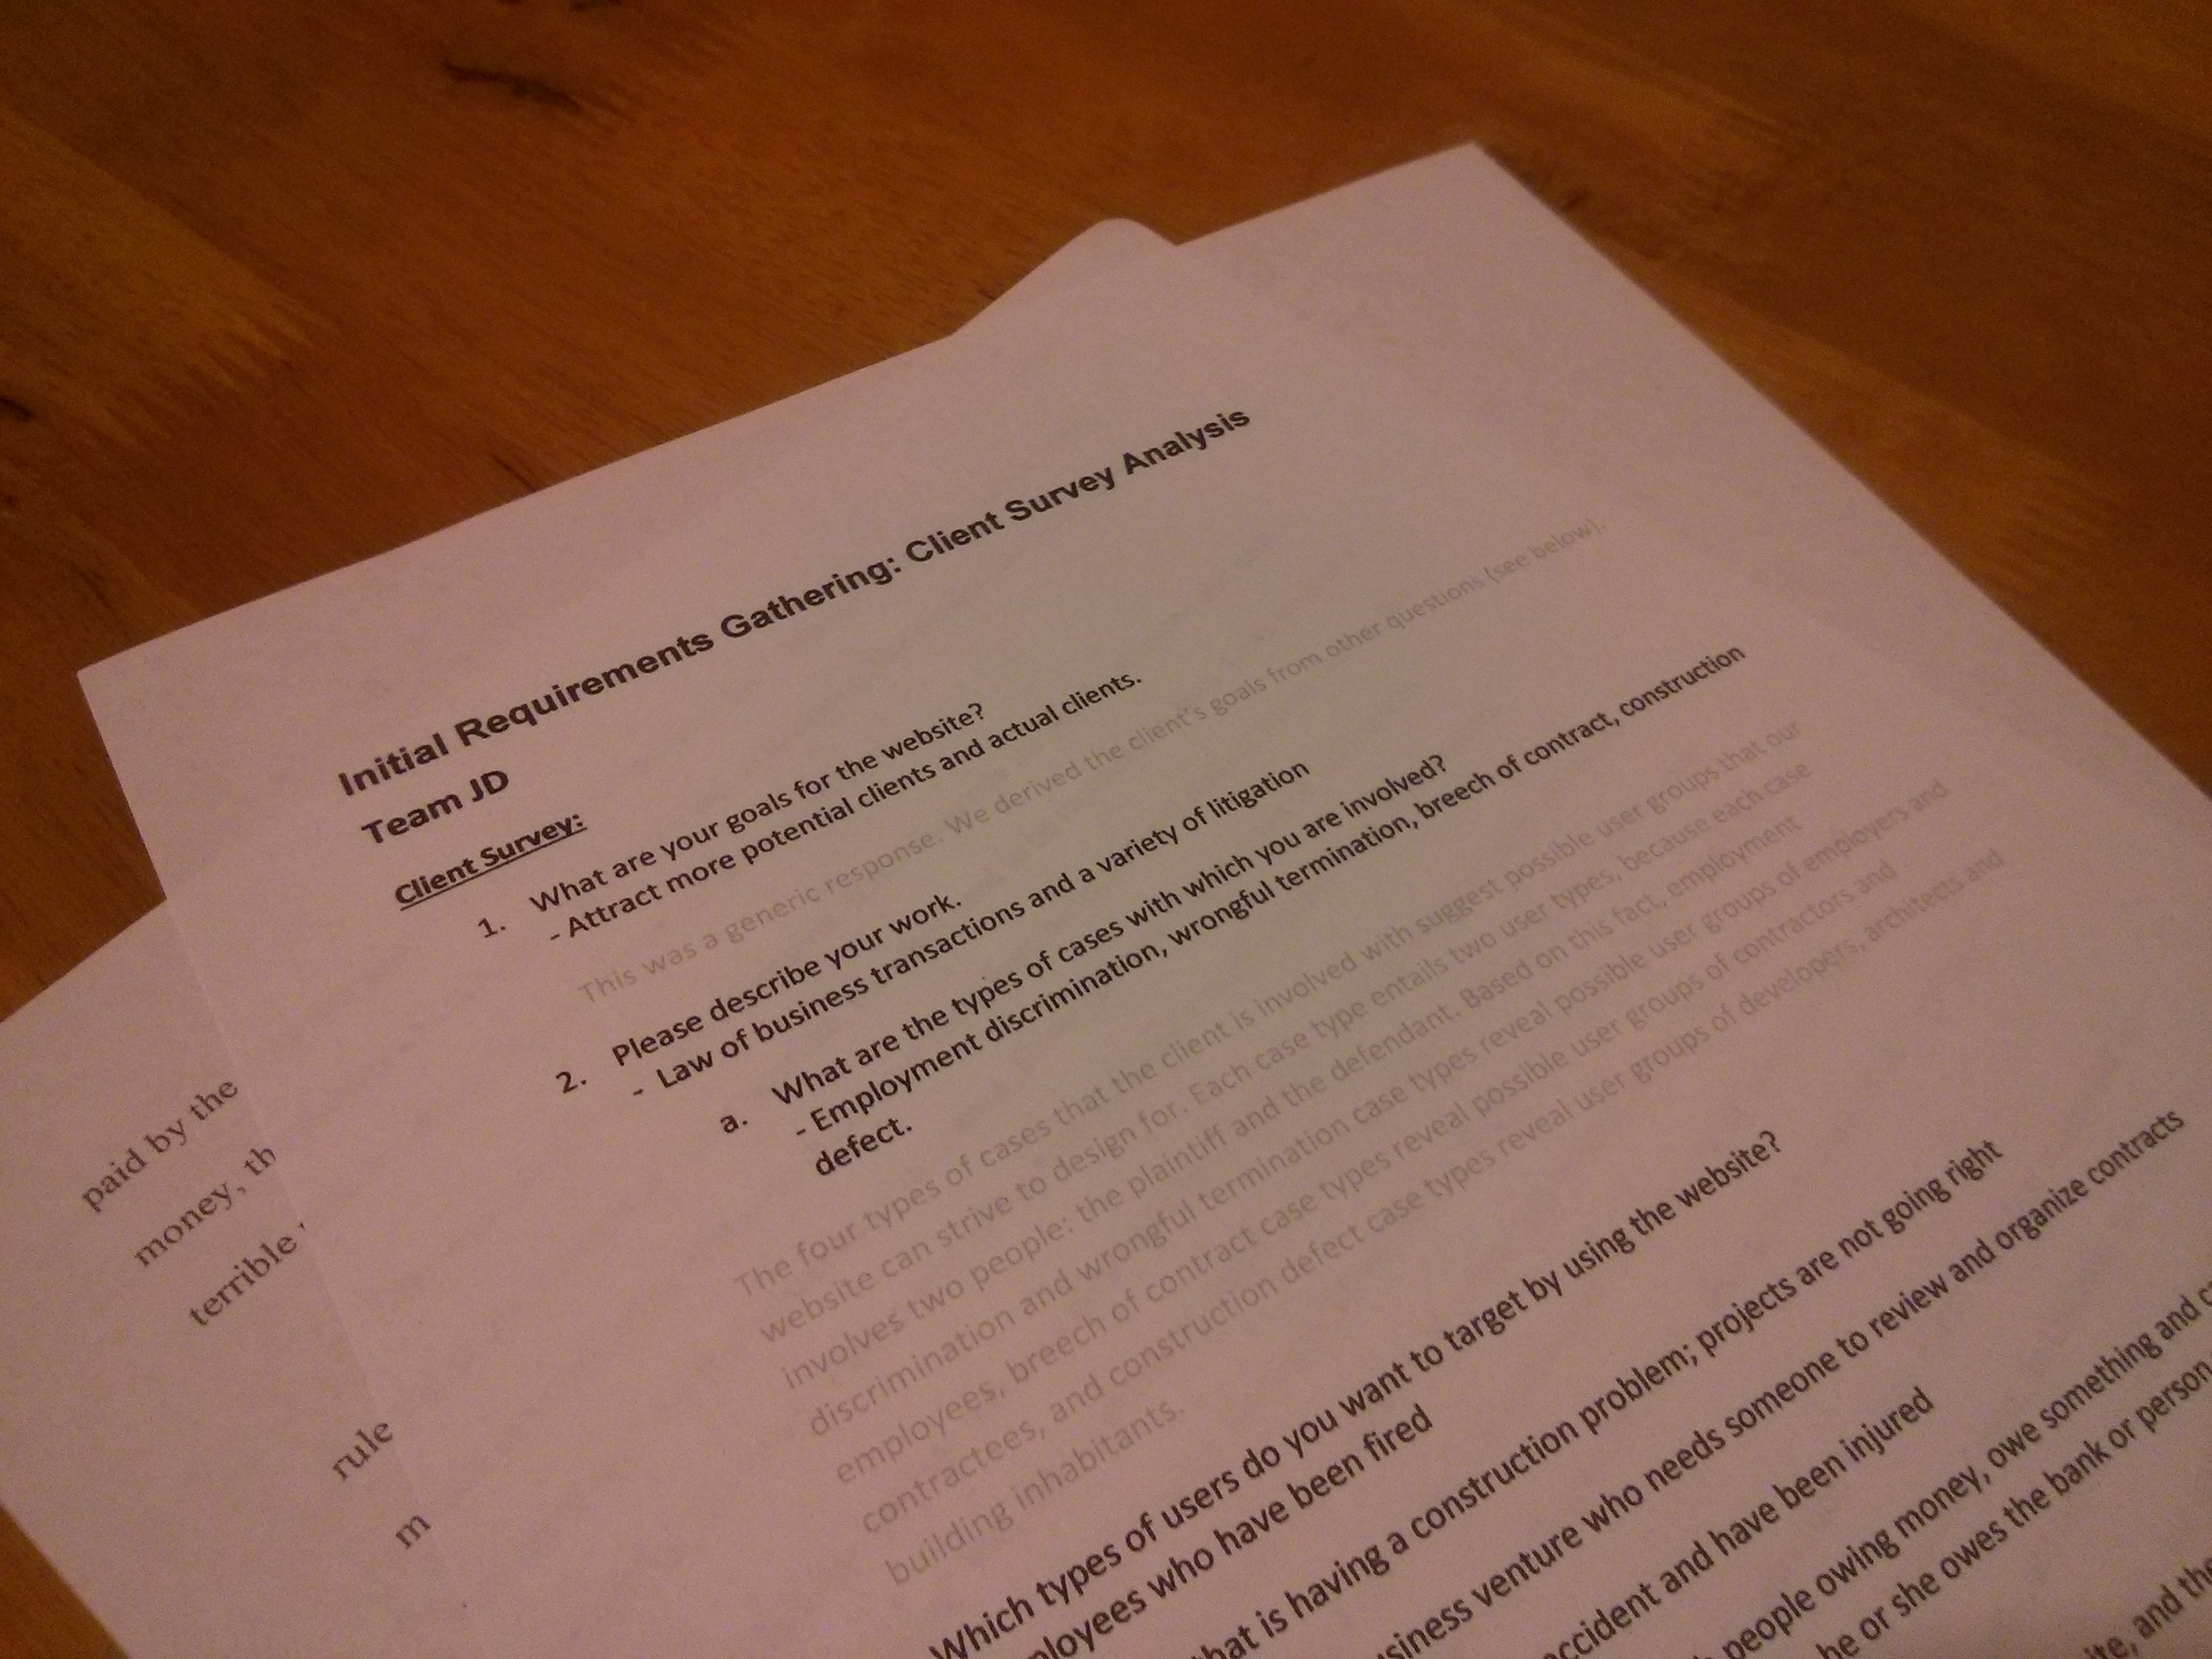 Initial Requirements Gathering: Client Survey Analysis
Team JD
Client Survey:
1. What are your goals for the website?
- Attract more potential clients and actual clients.
This was a generic response. We derived the client's goals from other questions (see below).
2. Please describe your work.
- Law of business transactions and a variety of litigation
a. What are the types of cases with which you are involved?
- Employment discrimination, wrongful termination, breech of contract, construction
defect.
The four types of cases that the client is involved with suggest possible user groups that our
website can strive to design for. Each case type entails two user types, because each case
involves two people: the plaintiff and the defendant. Based on this fact, employment
discrimination and wrongful termination case types reveal possible user groups of employers and
employees, breech of contract case types reveal possible user groups of contractors and
contractees, and construction defect case types reveal user groups of developers, architects and
building inhabitants.
Which types of users do you want to target by using the website?
ployees who have been fired
hat is having a construction problem; projects are not going right
siness venture who needs someone to review and organize contracts
ccident and have been injured
people owing money, owe something and c
he or she owes the bank or person
ite, and the
paid by the
money, th
terrible
rule
m